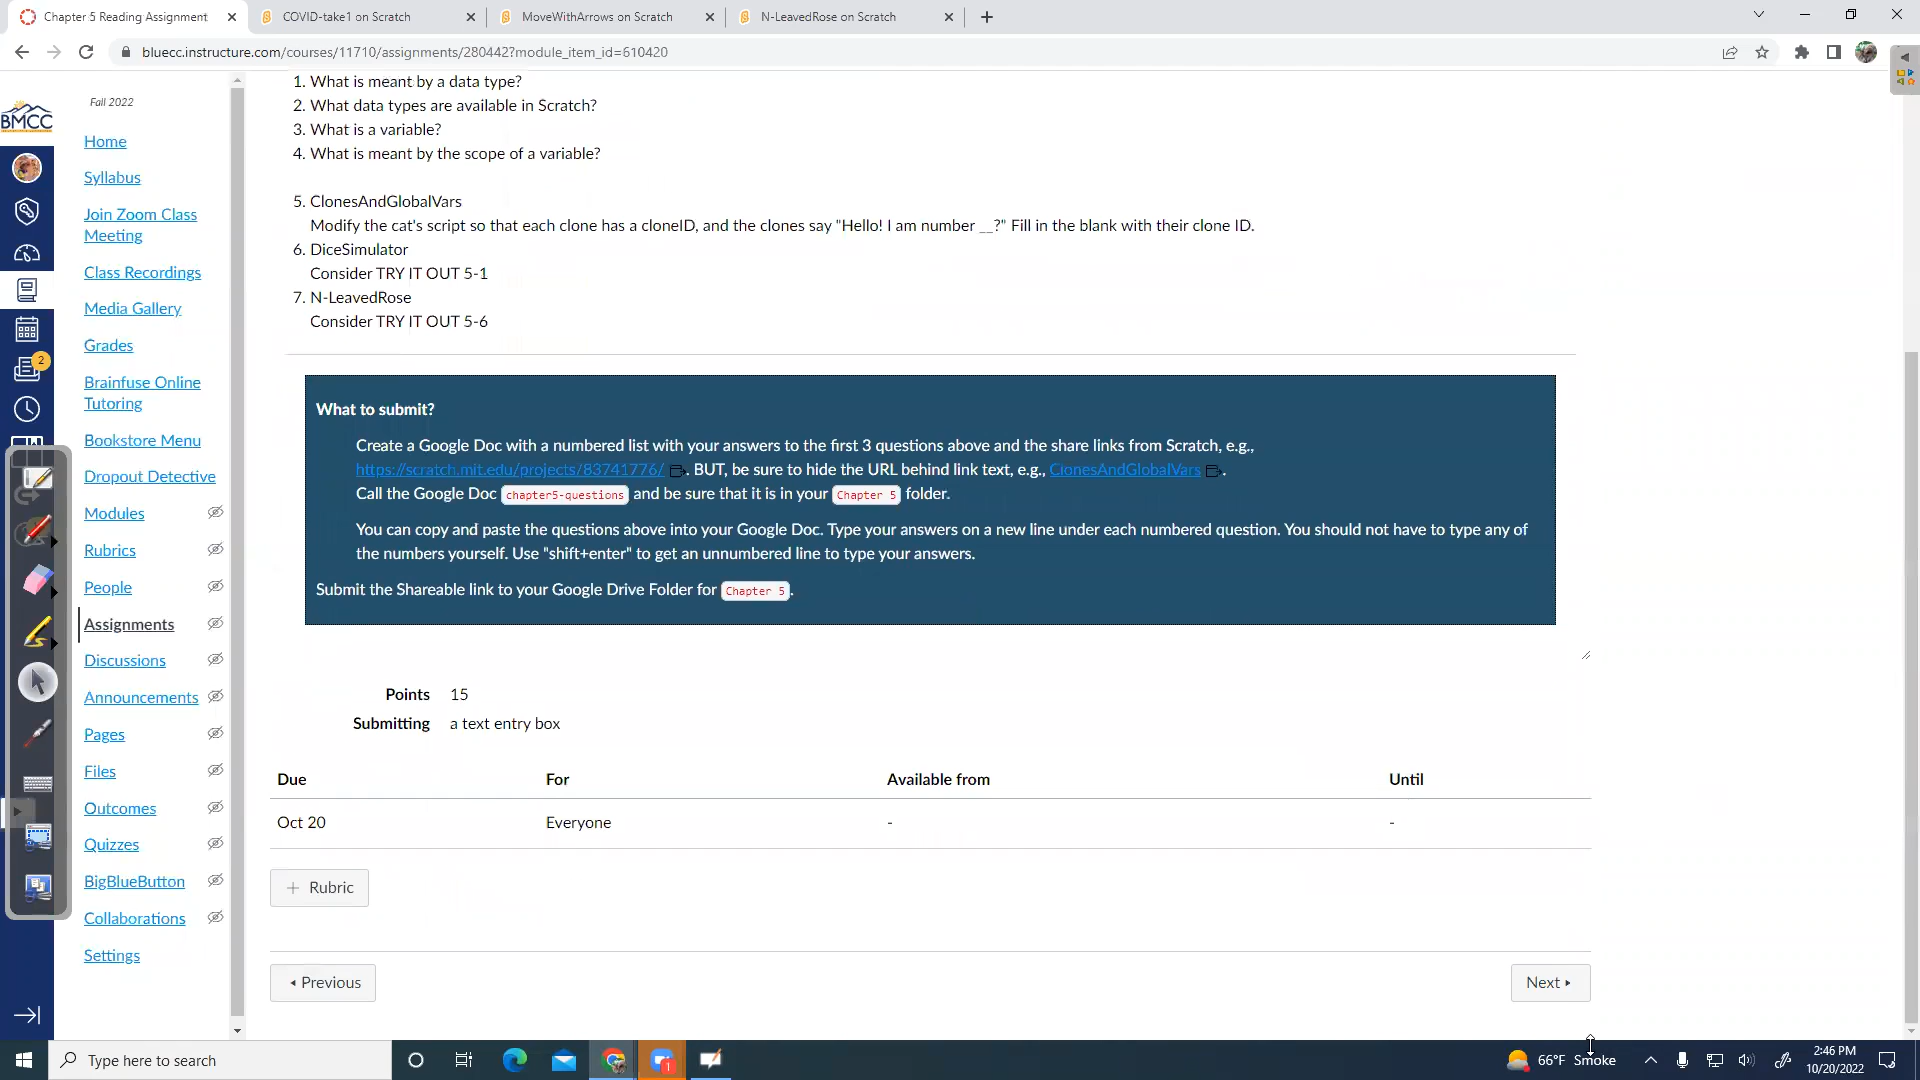 Chapter 5 Reading Assignment
COVID-take1 on Scratch
MoveWithArrows on Scratch
N-LeavedRose on Scratch
bluecc.instructure.com/courses/11710/assignments/280442?module_item_id=610420
BMCC
2
Fall 2022
Home
Syllabus
Join Zoom Class
Meeting
Class Recordings
Media Gallery
Grades
Brainfuse Online
Tutoring
Bookstore Menu
Dropout Detective
Modules
Rubrics
People
Assignments
Discussions
Announcements
Pages
Files
Outcomes
Quizzes
BigBlueButton
Collaborations
Settings
1. What is meant by a data type?
2. What data types are available in Scratch?
3. What is a variable?
4. What is meant by the scope of a variable?
5. ClonesAndGlobalVars
Modify the cat's script so that each clone has a cloneID, and the clones say "Hello! I am number __?" Fill in the blank with their clone ID.
6. DiceSimulator
Consider TRY IT OUT 5-1
7. N-LeavedRose
Consider TRY IT OUT 5-6
What to submit?
Create a Google Doc with a numbered list with your answers to the first 3 questions above and the share links from Scratch, e.g.,
https://scratch.mit.edu/projects/83741776/ . BUT, be sure to hide the URL behind link text, e.g., ClonesAndGlobalVars .
Call the Google Doc chapter5-questions and be sure that it is in your Chapter 5 folder.
You can copy and paste the questions above into your Google Doc. Type your answers on a new line under each numbered question. You should not have to type any of
the numbers yourself. Use "shift+enter" to get an unnumbered line to type your answers.
Submit the Shareable link to your Google Drive Folder for Chapter 5.
Points 15
Submitting a text entry box
Due For Available from Until
Oct 20 Everyone - -
+ Rubric
Previous
Next
Type here to search
1
66°F Smoke
2:46 PM
10/20/2022